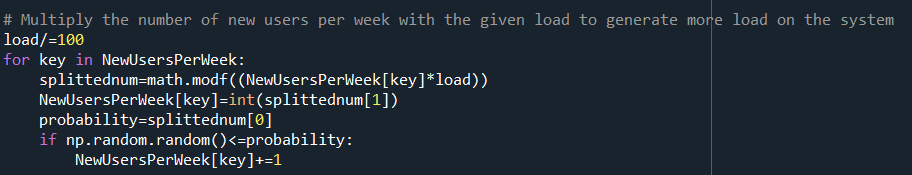 # Multiply the number of new users per week with the given load to generate more load on the system
load/=100
for key in NewUsersPerWeek:
    splittednum=math.modf((NewUsersPerWeek[key]*load))
    NewUsersPerWeek[key]=int(splittednum[1])
    probability=splittednum[0]
    if np.random.random()<=probability:
        NewUsersPerWeek[key]+=1